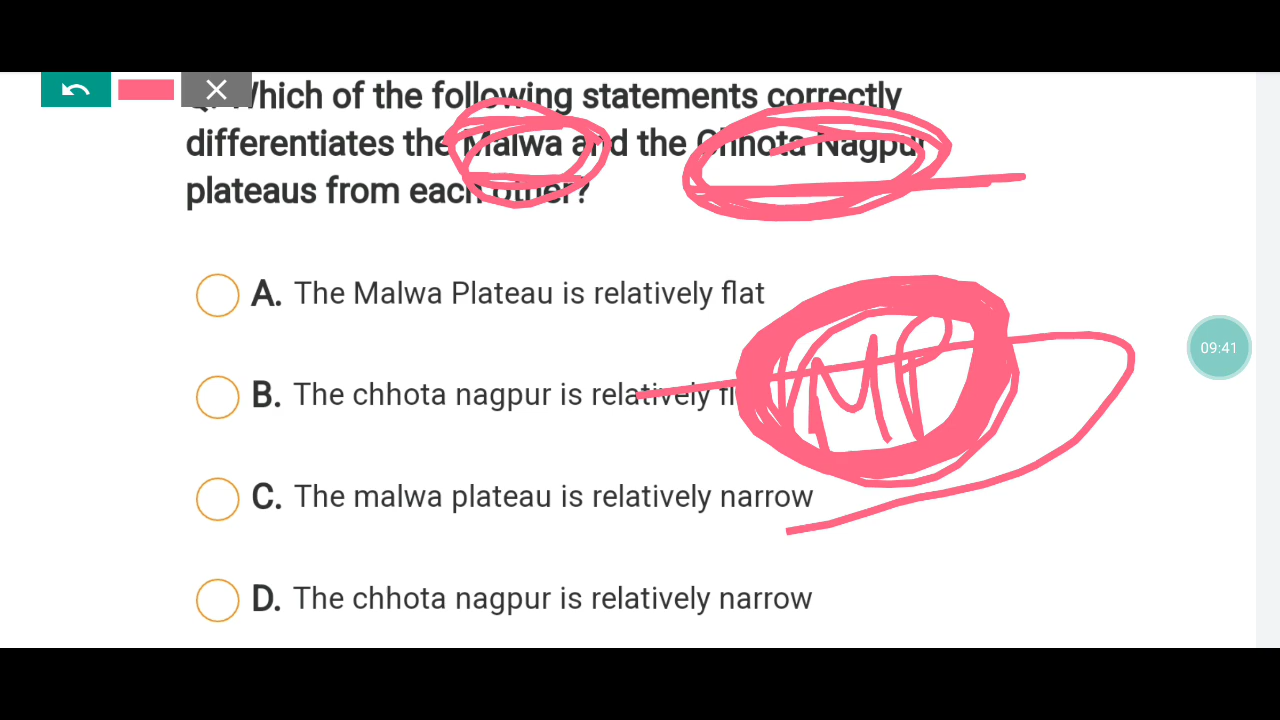 Q. Which of the following statements correctly
differentiates the Malwa and the Chhota Nagpur
plateaus from each other?
A. The Malwa Plateau is relatively flat
MP
B. The chhota nagpur is relatively
09:41
C. The malwa plateau is relatively narrow
D. The chhota nagpur is relatively narrow